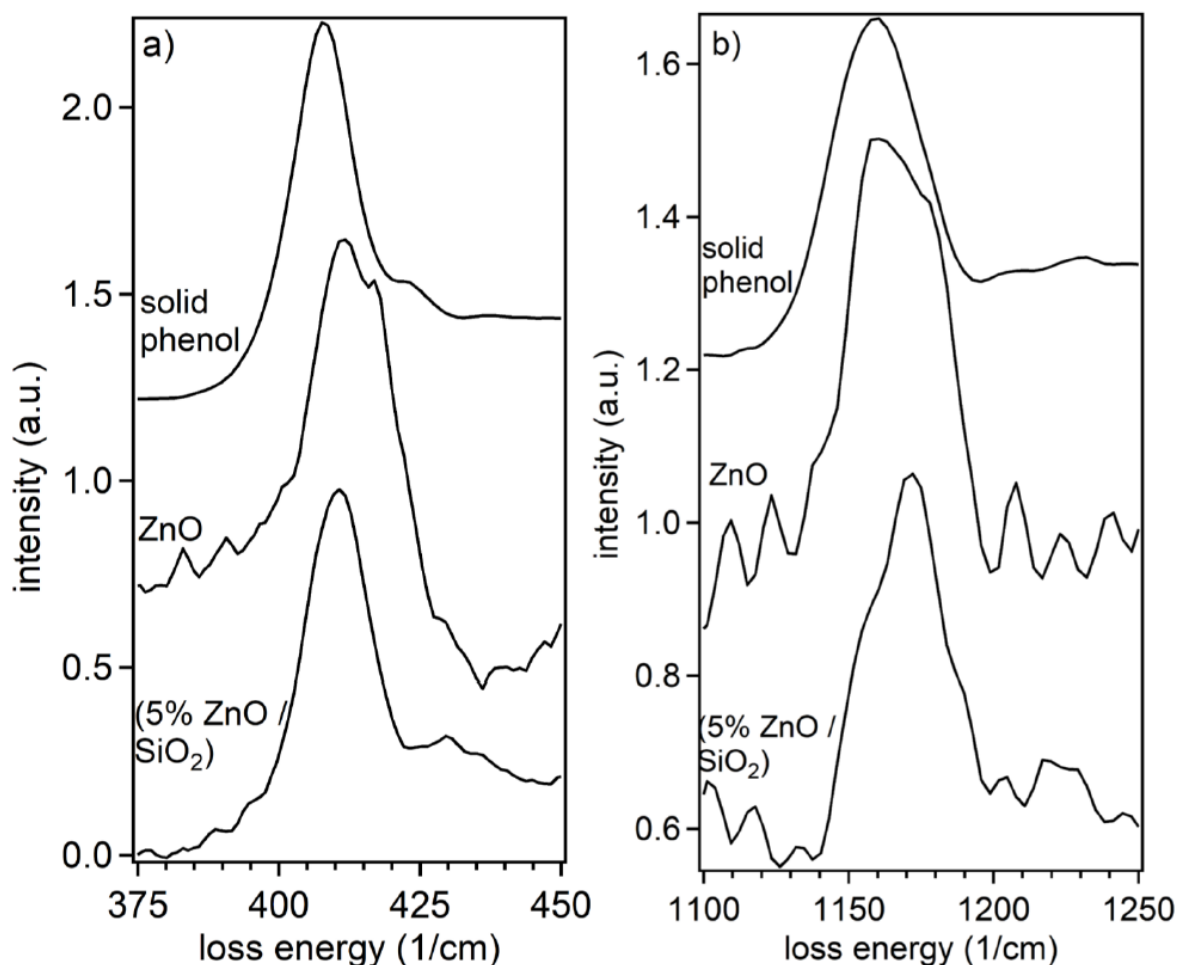 a)
2.0
1.5
1.0
0.5
0.0
intensity (a.u.)
solid
phenol
ZnO
(5% ZnO /
SiO₂)
375 400 425 450
loss energy (1/cm)
b)
1.6
1.4
1.2
1.0
0.8
0.6
intensity (a.u.)
solid
phenol
ZnO
(5% ZnO /
SiO₂)
1100 1150 1200 1250
loss energy (1/cm)